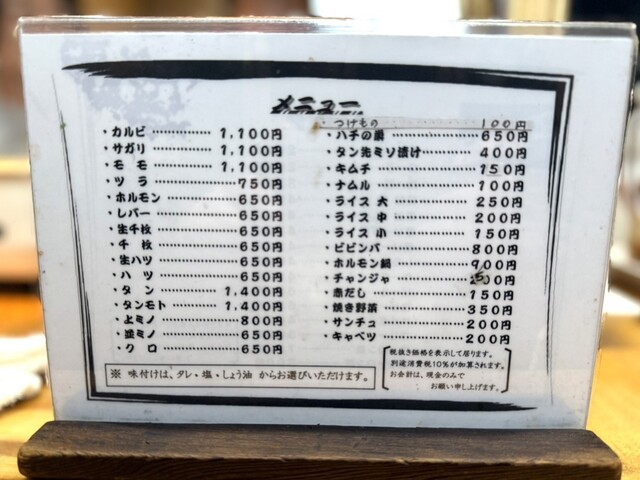 メニュー
・カルビ ………… 1,100円
・サガリ ………… 1,100円
・モモ ………… 1,100円
・ツラ ………… 750円
・ホルモン ………… 650円
・レバー ………… 650円
・生千枚 ………… 650円
・千枚 ………… 650円
・生ハツ ………… 650円
・ハツ ………… 650円
・タン ………… 1,400円
・タンモト ………… 1,400円
・上ミノ ………… 800円
・並ミノ ………… 650円
・クロ ………… 650円
※ 味付けは、タレ・塩・しょう油 からお選びいただけます。
・つけもの 100円
・ハチの巣 ………… 650円
・タン先ミソ漬け ………… 400円
・キムチ ………… 150円
・ナムル ………… 100円
・ライス 大 ………… 250円
・ライス 中 ………… 200円
・ライス 小 ………… 150円
・ビビンバ ………… 800円
・ホルモン鍋 ………… 900円
・チャンジャ ………… 円
・赤だし ………… 150円
・焼き野菜 ………… 350円
・サンチュ ………… 200円
・キャベツ ………… 200円
税抜き価格を表示して居ります。
別途消費税10%が加算されます。
お会計は、現金のみで
お願い申し上げます。